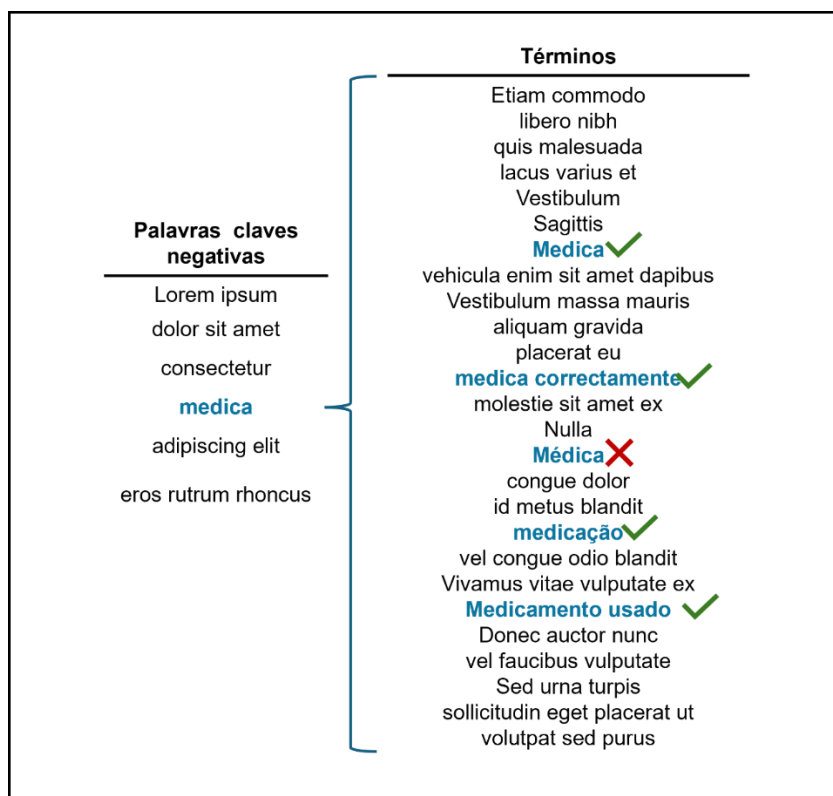 Palavras claves
negativas
Lorem ipsum
dolor sit amet
consectetur
medica
adipiscing elit
eros rutrum rhoncus
Términos
Etiam commodo
libero nibh
quis malesuada
lacus varius et
Vestibulum
Sagittis
Medica
vehicula enim sit amet dapibus
Vestibulum massa mauris
aliquam gravida
placerat eu
medica correctamente
molestie sit amet ex
Nulla
Médica
congue dolor
id metus blandit
medicação
vel congue odio blandit
Vivamus vitae vulputate ex
Medicamento usado
Donec auctor nunc
vel faucibus vulputate
Sed urna turpis
sollicitudin eget placerat ut
volutpat sed purus